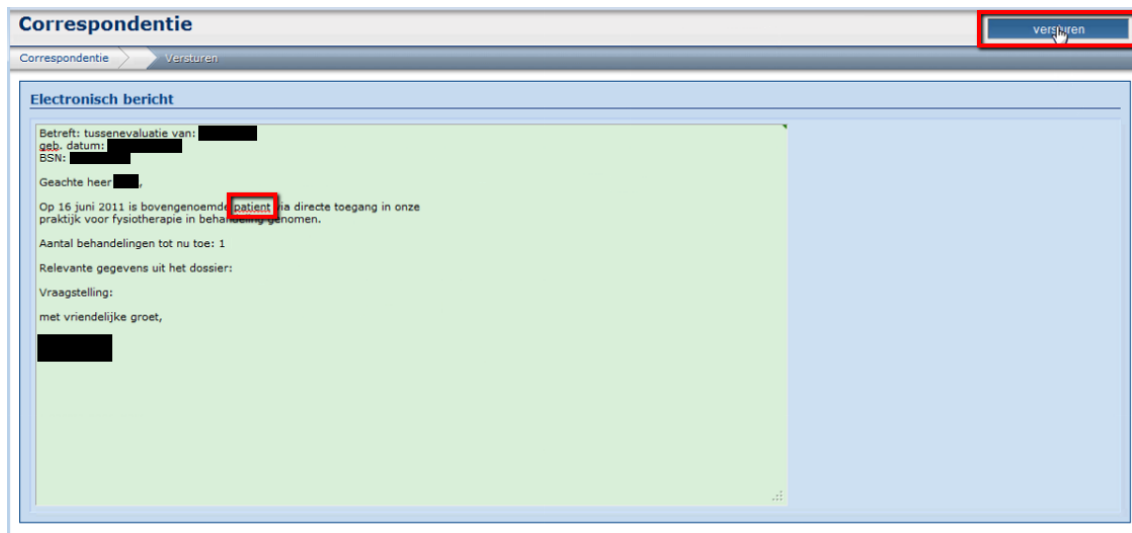 Correspondentie
versturen
Correspondentie
Versturen
Electronisch bericht
Betreft: tussenevaluatie van:
geb. datum:
BSN:
Geachte heer ,
Op 16 juni 2011 is bovengenoemde patient via directe toegang in onze
praktijk voor fysiotherapie in behandeling genomen.
Aantal behandelingen tot nu toe: 1
Relevante gegevens uit het dossier:
Vraagstelling:
met vriendelijke groet,